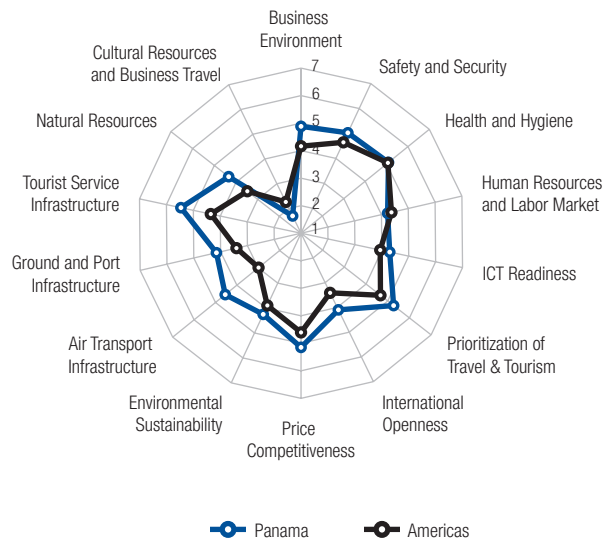 Business
Environment
Safety and Security
Health and Hygiene
Human Resources
and Labor Market
ICT Readiness
Prioritization of
Travel & Tourism
International
Openness
Price
Competitiveness
Environmental
Sustainability
Air Transport
Infrastructure
Ground and Port
Infrastructure
Tourist Service
Infrastructure
Natural Resources
Cultural Resources
and Business Travel
7
6
5
4
3
2
1
Panama
Americas